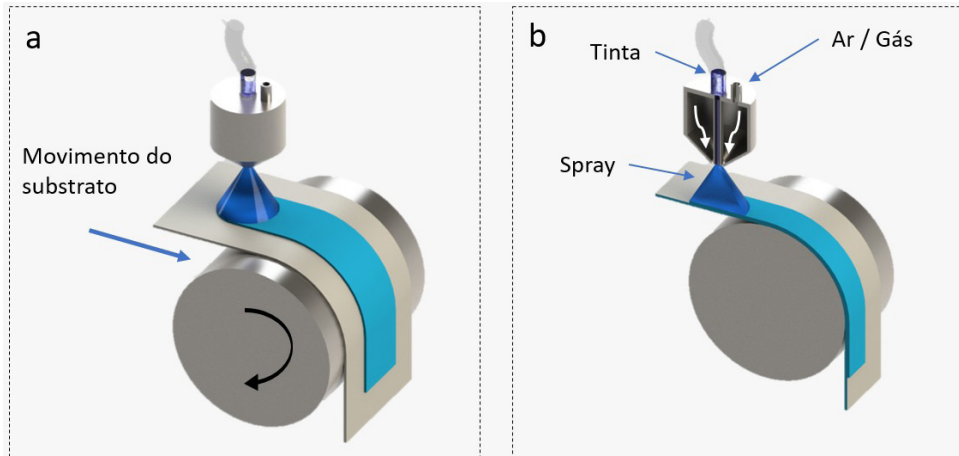 a
Movimento do
substrato
b
Tinta
Ar / Gás
Spray